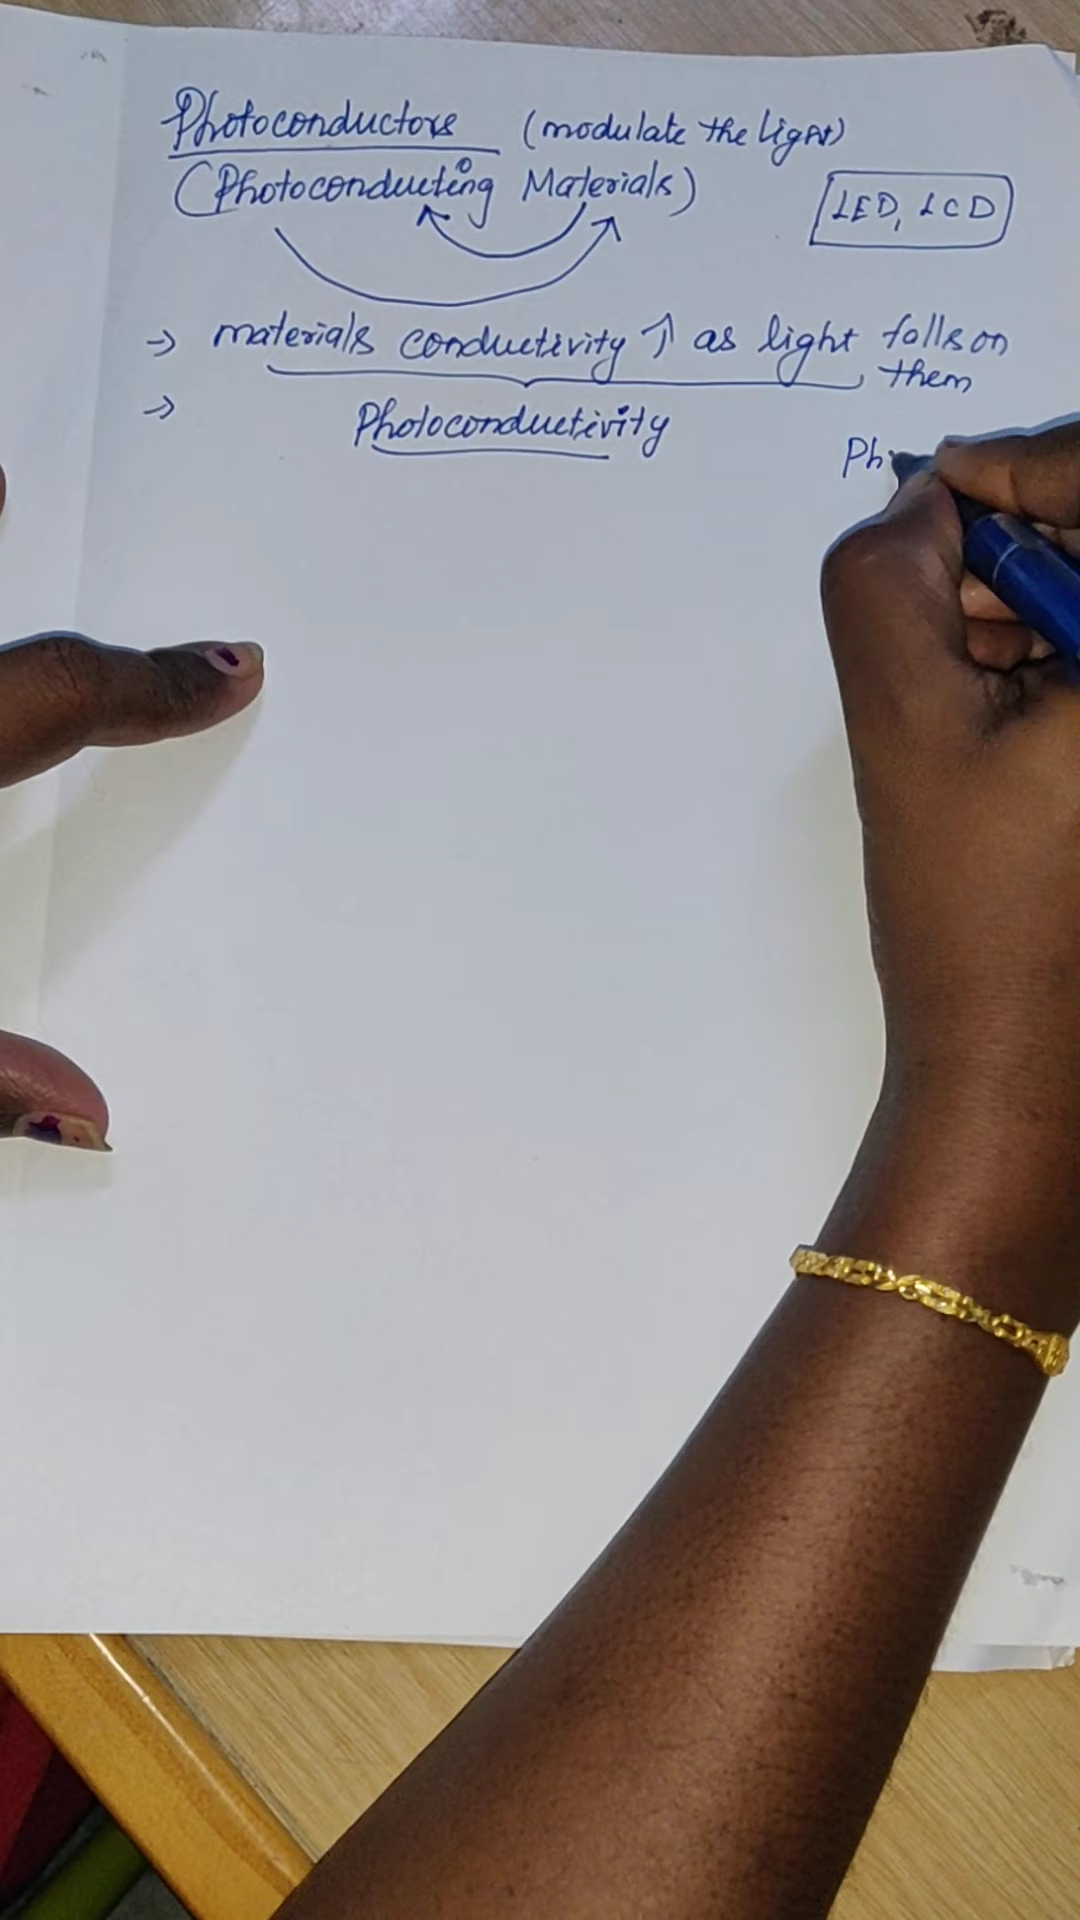 Photoconductors (modulate the light)
(Photoconducting Materials)
LED, LCD
→ materials conductivity ↑ as light falls on
them
→ Photoconductivity
Ph